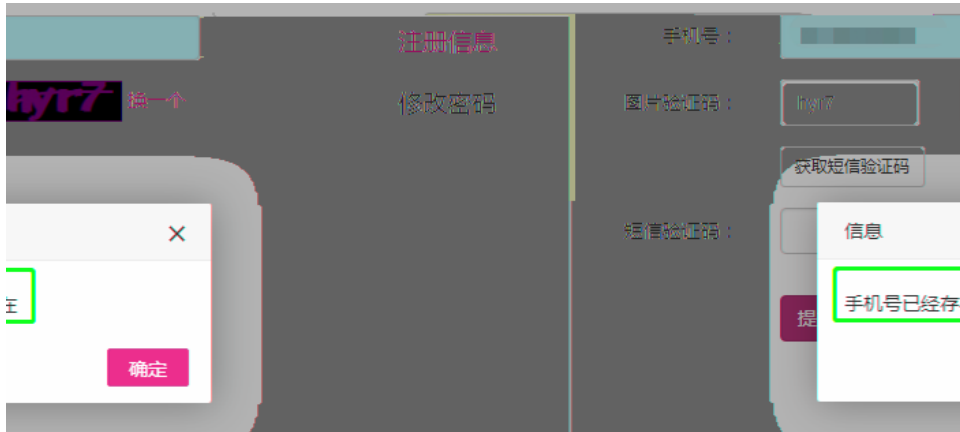 注册信息
手机号：
hyr7
换一个
修改密码
图片验证码：
hyr7
获取短信验证码
短信验证码：
信息
在
手机号已经存
提
确定